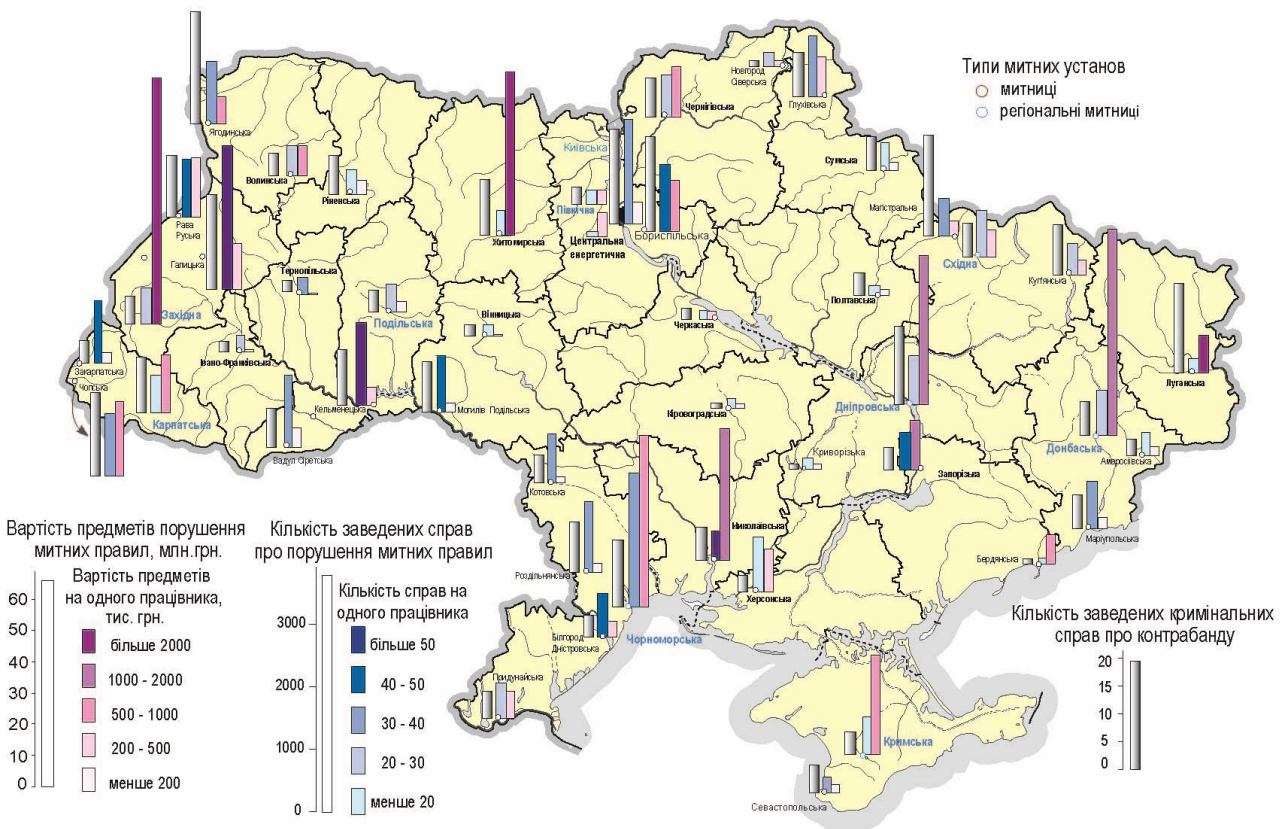 Типи митних установ
митниці
регіональні митниці
Новгород
Сіверська
Глухівська
Чернігівська
Ягодинська
Київська
Сумська
Волинська
Рівненська
Північна
Магістральна
Рава
Руська
Житомирська
Центральна
енергетична
Бориспільська
Східна
Куп'янська
Галицька
Тернопільська
Полтавська
Західна
Подільська
Вінницька
Черкаська
Івано-Франківська
Закарпатська
Чопська
Луганська
Кельменецька
Могилів Подільська
Кіровоградська
Дніпровська
Карпатська
Донбаська
Амвросіївська
Вадул Сіретська
Криворізька
Запорізька
Котовська
Миколаївська
Маріупольська
Роздільнянська
Бердянська
Херсонська
Білгород
Дністровська
Чорноморська
Придунайська
Кримська
Севастопольська
Вартість предметів порушення
митних правил, млн.грн.
60
50
40
30
20
10
0
Вартість предметів
на одного працівника,
тис. грн.
більше 2000
1000 - 2000
500 - 1000
200 - 500
менше 200
Кількість заведених справ
про порушення митних правил
3000
2000
1000
0
Кількість справ на
одного працівника
більше 50
40 - 50
30 - 40
20 - 30
менше 20
Кількість заведених кримінальних
справ про контрабанду
20
15
10
5
0